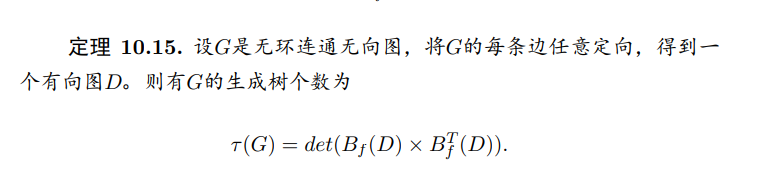 定理 10.15. 设G是无环连通无向图，将G的每条边任意定向，得到一
个有向图D。则有G的生成树个数为
τ(G) = det(B_f(D) × B_f^T(D)).